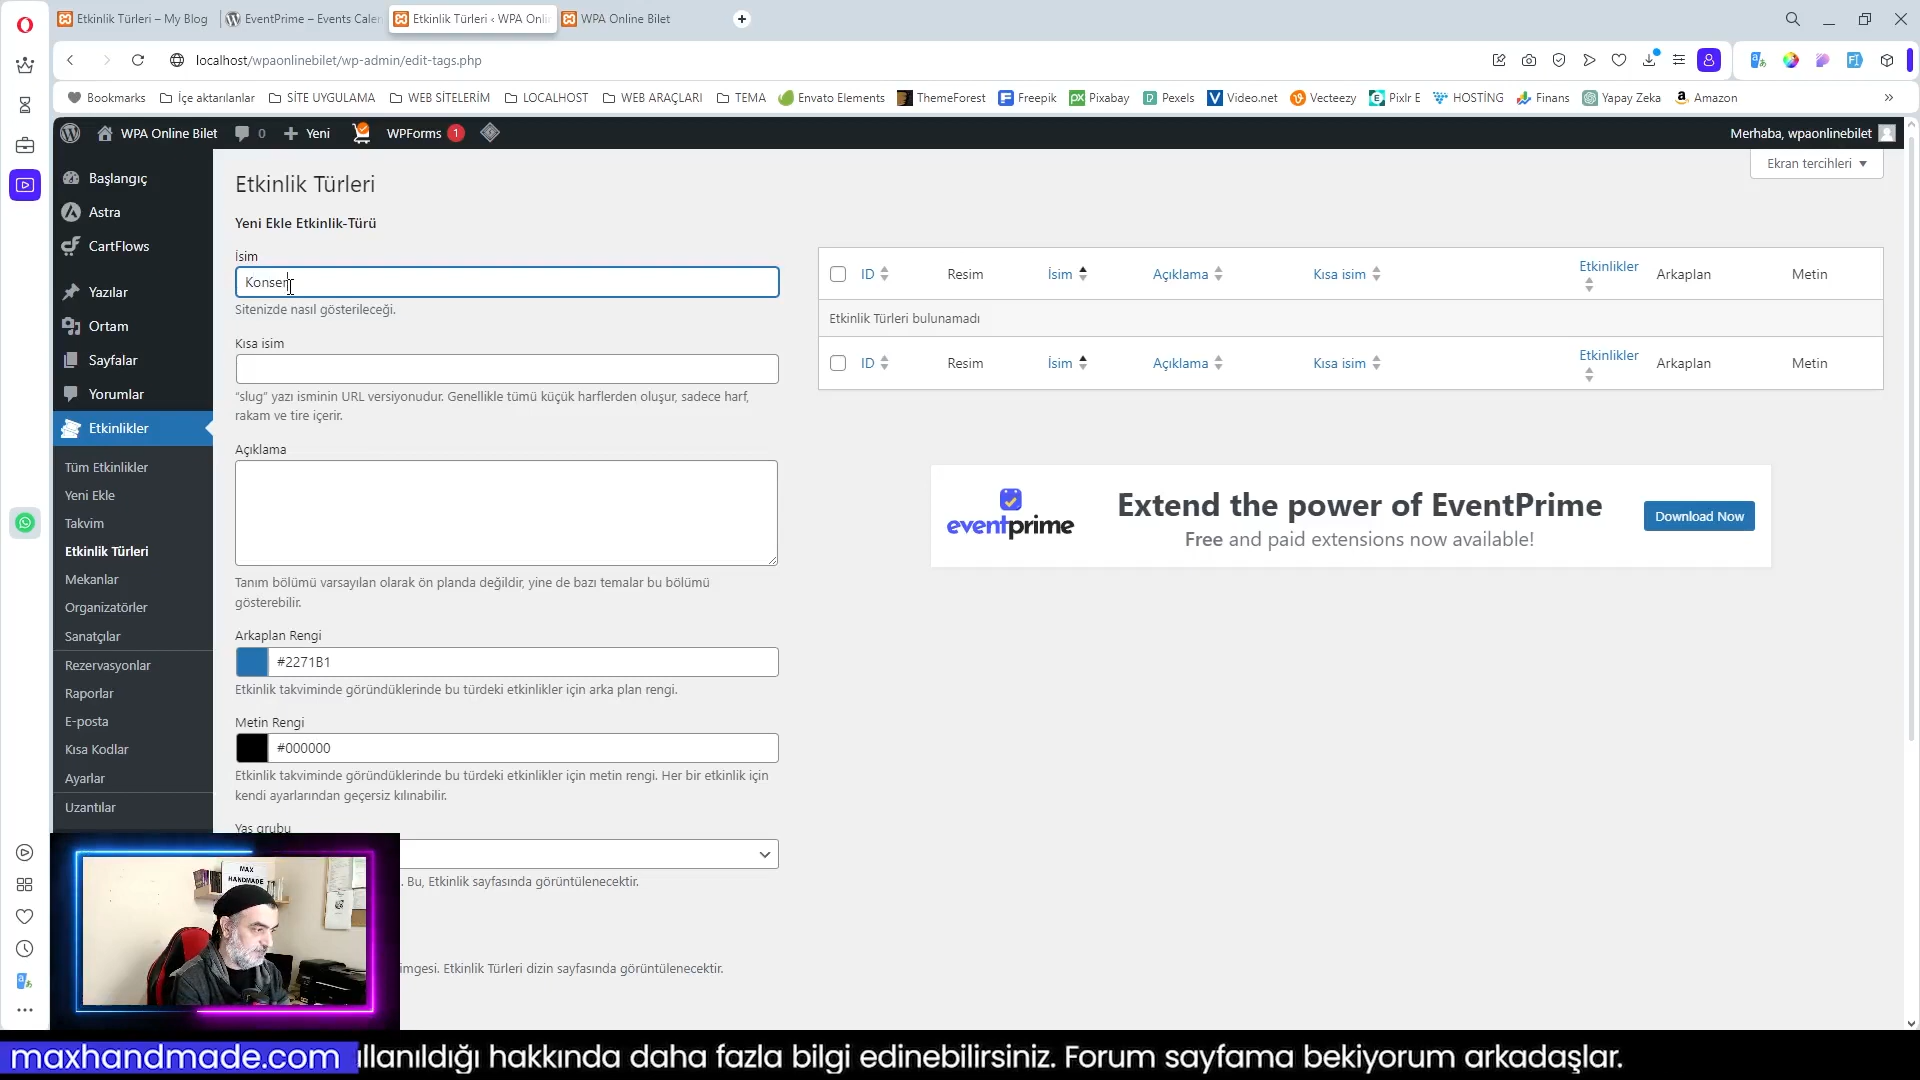 Etkinlik Türleri – My Blog
EventPrime – Events Calen
Etkinlik Türleri ‹ WPA Onlin
WPA Online Bilet
localhost/wpaonlinebilet/wp-admin/edit-tags.php
Bookmarks
İçe aktarılanlar
SİTE UYGULAMA
WEB SİTELERİM
LOCALHOST
WEB ARAÇLARI
TEMA
Envato Elements
ThemeForest
Freepik
Pixabay
Pexels
Video.net
Vecteezy
Pixlr E
HOSTİNG
Finans
Yapay Zeka
Amazon
WPA Online Bilet
0
Yeni
WPForms 1
Merhaba, wpaonlinebilet
Ekran tercihleri
Başlangıç
Astra
CartFlows
Yazılar
Ortam
Sayfalar
Yorumlar
Etkinlikler
Tüm Etkinlikler
Yeni Ekle
Takvim
Etkinlik Türleri
Mekanlar
Organizatörler
Sanatçılar
Rezervasyonlar
Raporlar
E-posta
Kısa Kodlar
Ayarlar
Uzantılar
Etkinlik Türleri
Yeni Ekle Etkinlik-Türü
İsim
Konser
Sitenizde nasıl gösterileceği.
Kısa isim
“slug” yazı isminin URL versiyonudur. Genellikle tümü küçük harflerden oluşur, sadece harf,
rakam ve tire içerir.
Açıklama
Tanım bölümü varsayılan olarak ön planda değildir, yine de bazı temalar bu bölümü
gösterebilir.
Arkaplan Rengi
#2271B1
Etkinlik takviminde göründüklerinde bu türdeki etkinlikler için arka plan rengi.
Metin Rengi
#000000
Etkinlik takviminde göründüklerinde bu türdeki etkinlikler için metin rengi. Her bir etkinlik için
kendi ayarlarından geçersiz kılınabilir.
Yaş grubu
. Bu, Etkinlik sayfasında görüntülenecektir.
imgesi. Etkinlik Türleri dizin sayfasında görüntülenecektir.
ID
Resim
İsim
Açıklama
Kısa isim
Etkinlikler
Arkaplan
Metin
Etkinlik Türleri bulunamadı
ID
Resim
İsim
Açıklama
Kısa isim
Etkinlikler
Arkaplan
Metin
eventprime
Extend the power of EventPrime
Free and paid extensions now available!
Download Now
MAX
HANDMADE
maxhandmade.com
ullanıldığı hakkında daha fazla bilgi edinebilirsiniz. Forum sayfama bekiyorum arkadaşlar.